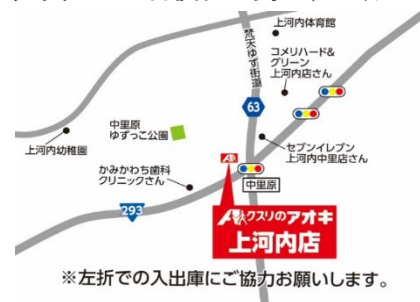 上河内体育館
梵天ゆず街道
コメリハード&
グリーン
上河内店さん
63
中里原
ゆずっこ公園
上河内幼稚園
セブンイレブン
上河内中里店さん
かみかわち歯科
クリニックさん
中里原
293
クスリのアオキ
上河内店
※左折での入出庫にご協力お願いします。